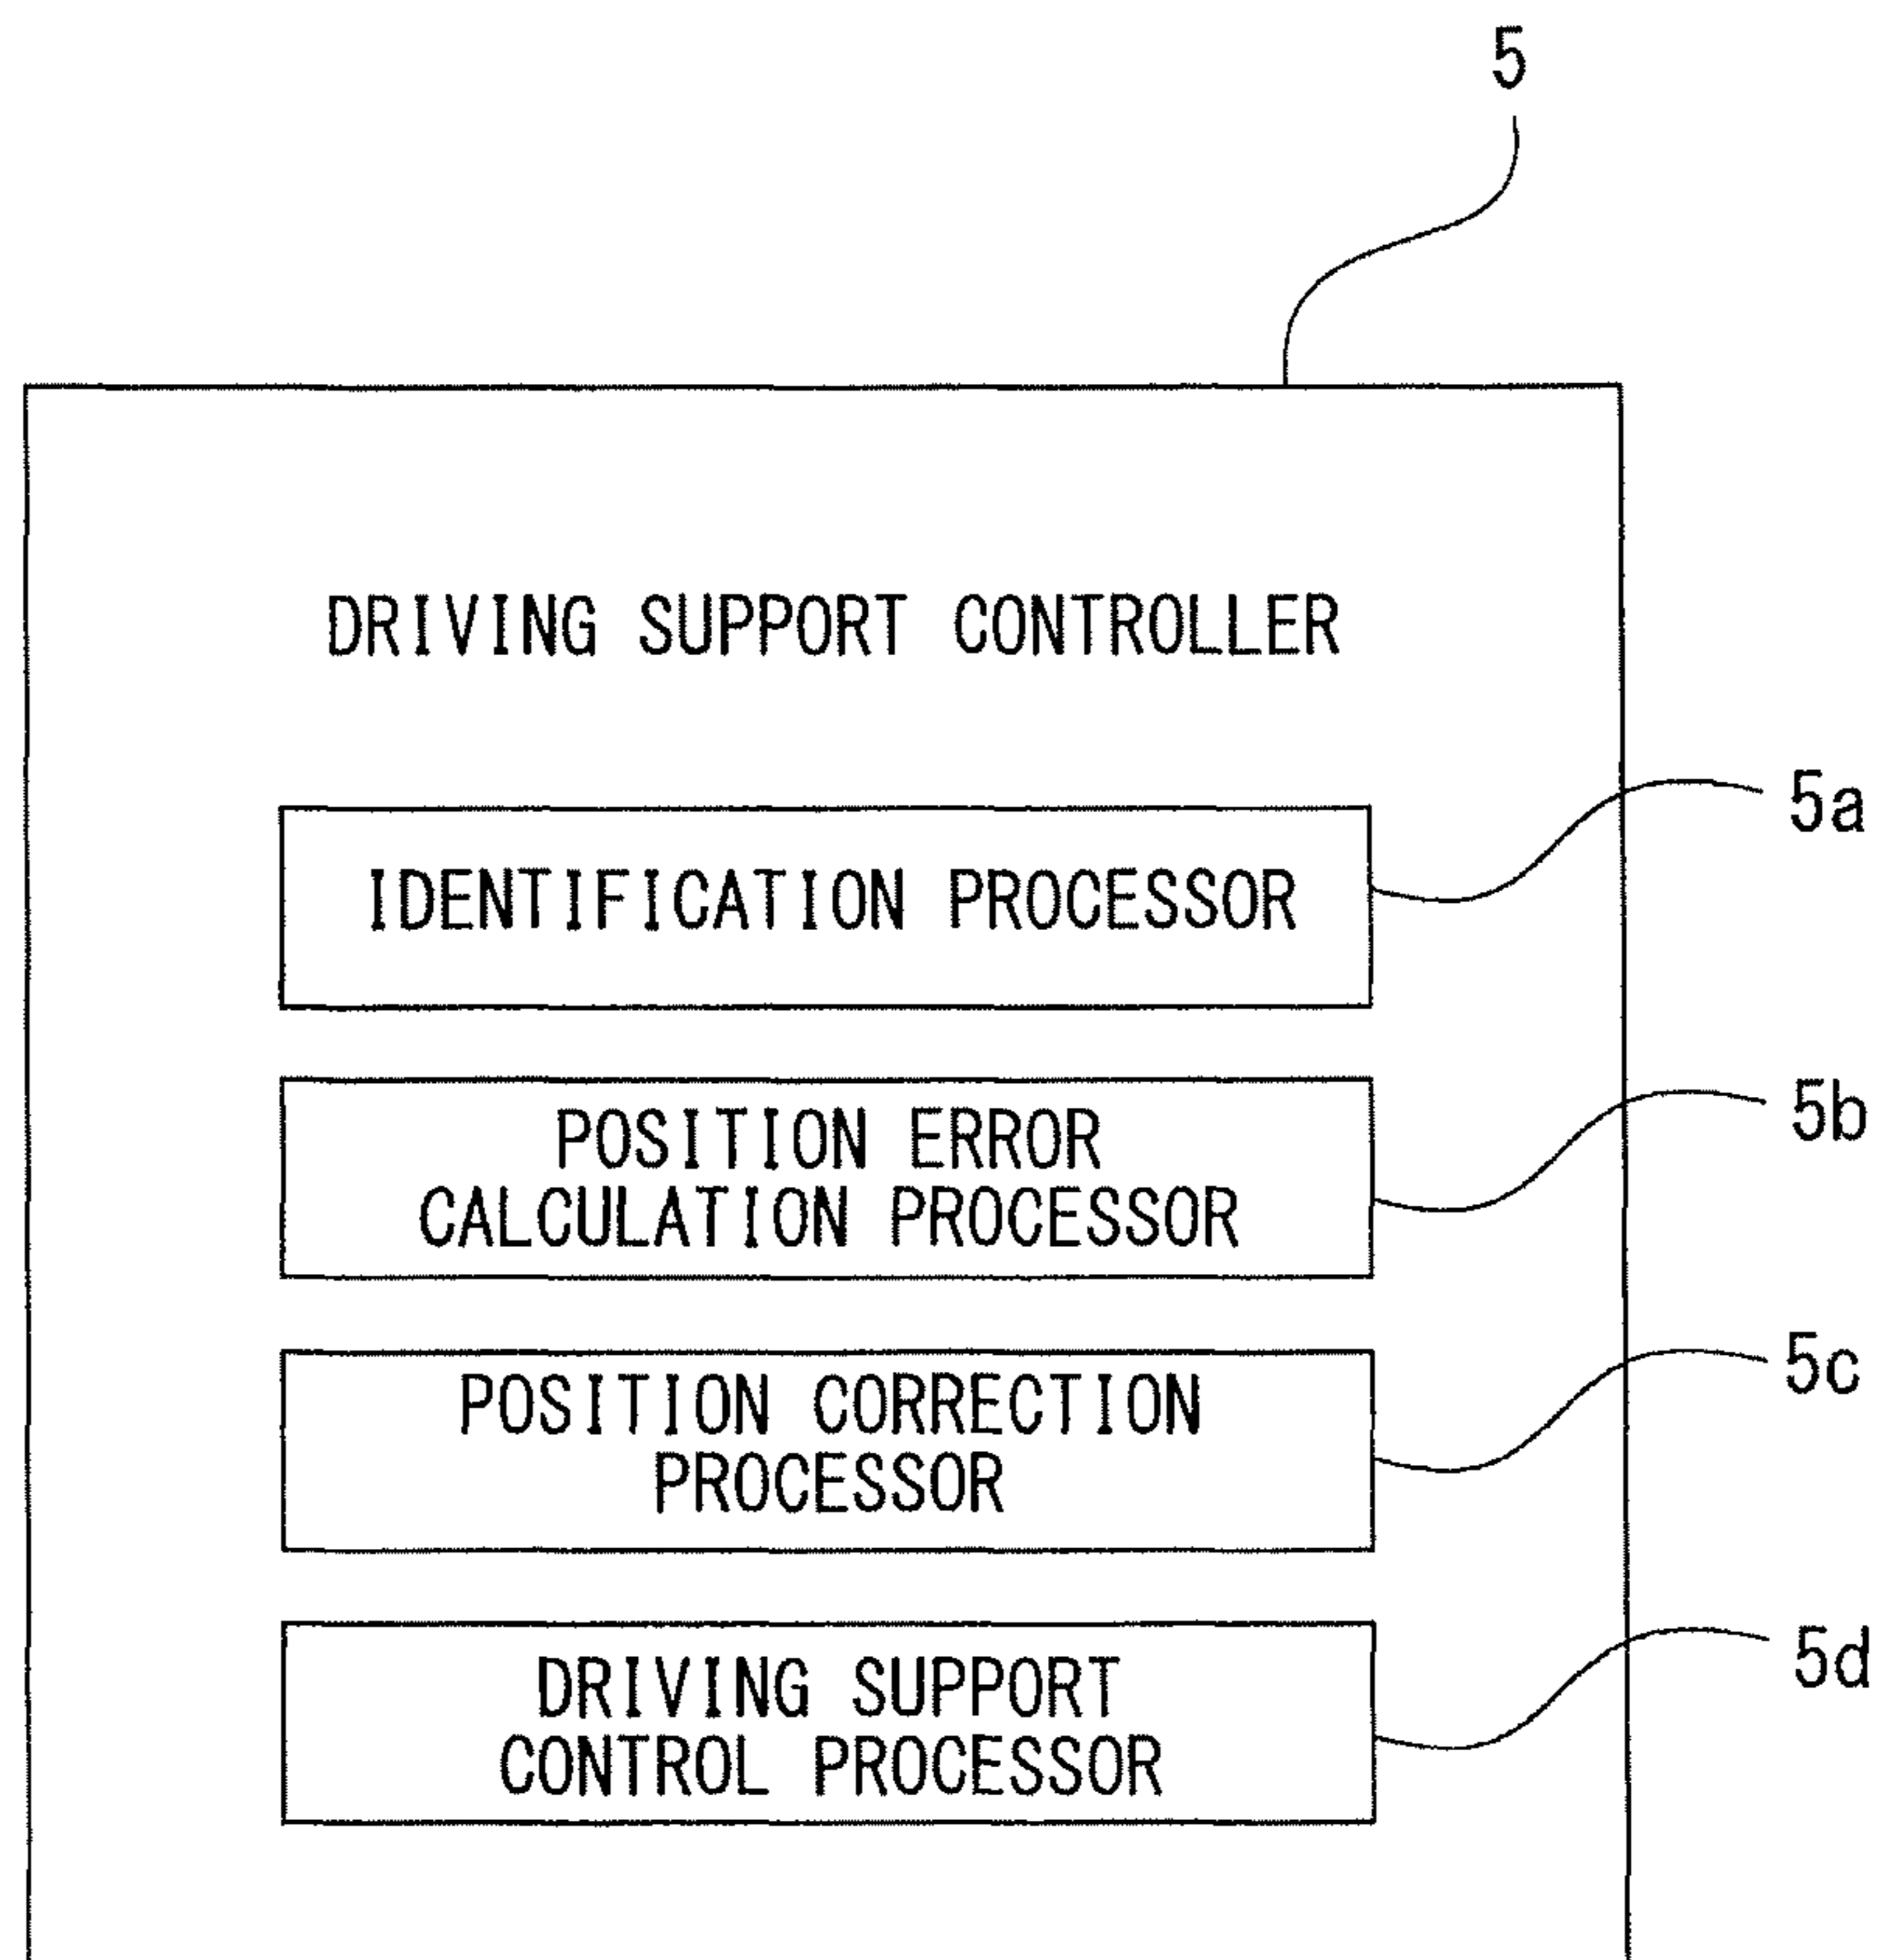 5
DRIVING SUPPORT CONTROLLER
5a
IDENTIFICATION PROCESSOR
5b
POSITION ERROR
CALCULATION PROCESSOR
5c
POSITION CORRECTION
PROCESSOR
5d
DRIVING SUPPORT
CONTROL PROCESSOR